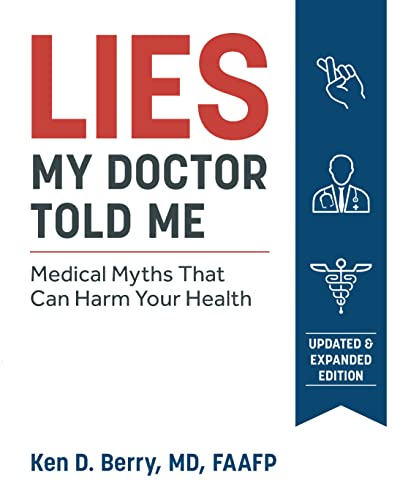 LIES
MY DOCTOR
TOLD ME
Medical Myths That
Can Harm Your Health
UPDATED &
EXPANDED
EDITION
Ken D. Berry, MD, FAAFP